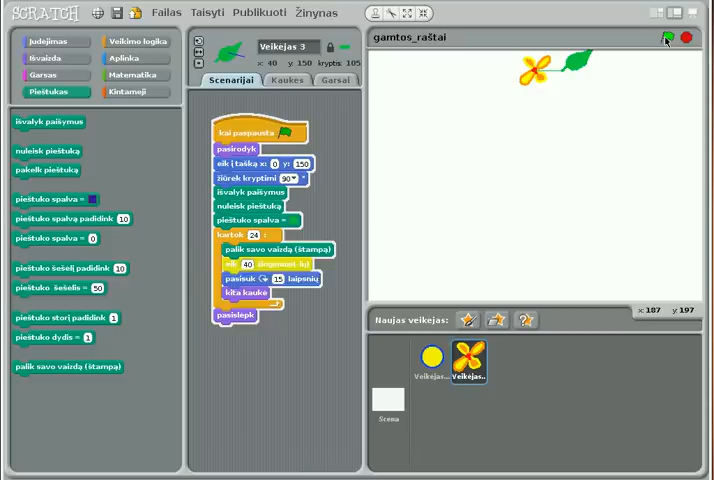 SCRATCH Failas Taisyti Publikuoti Žinynas
Judėjimas Veikimo logika
Išvaizda Aplinka
Garsas Matematika
Pieštukas Kintamėji
išvalyk paišymus
nuleisk pieštuką
pakelk pieštuką
pieštuko spalva =
pieštuko spalvą padidink 10
pieštuko spalva = 0
pieštuko šešėlį padidink 10
pieštuko šešėlis = 50
pieštuko storį padidink 1
pieštuko dydis = 1
palik savo vaizdą (štampą)
Veikėjas 3
x: 40 y: 150 kryptis: 105
Scenarijai Kaukės Garsai
kai paspausta
pasirodyk
eik į tašką x: 0 y: 150
žiūrėk kryptimi 90 °
išvalyk paišymus
nuleisk pieštuką
pieštuko spalva =
kartok 24 :
palik savo vaizdą (štampą)
eik 40
pasisuk 15 laipsnių
kita kaukė
pasislėpk
gamtos_raštai
x: 187 y: 197
Naujas veikėjas:
Veikėjas... Veikėjas..
Scena